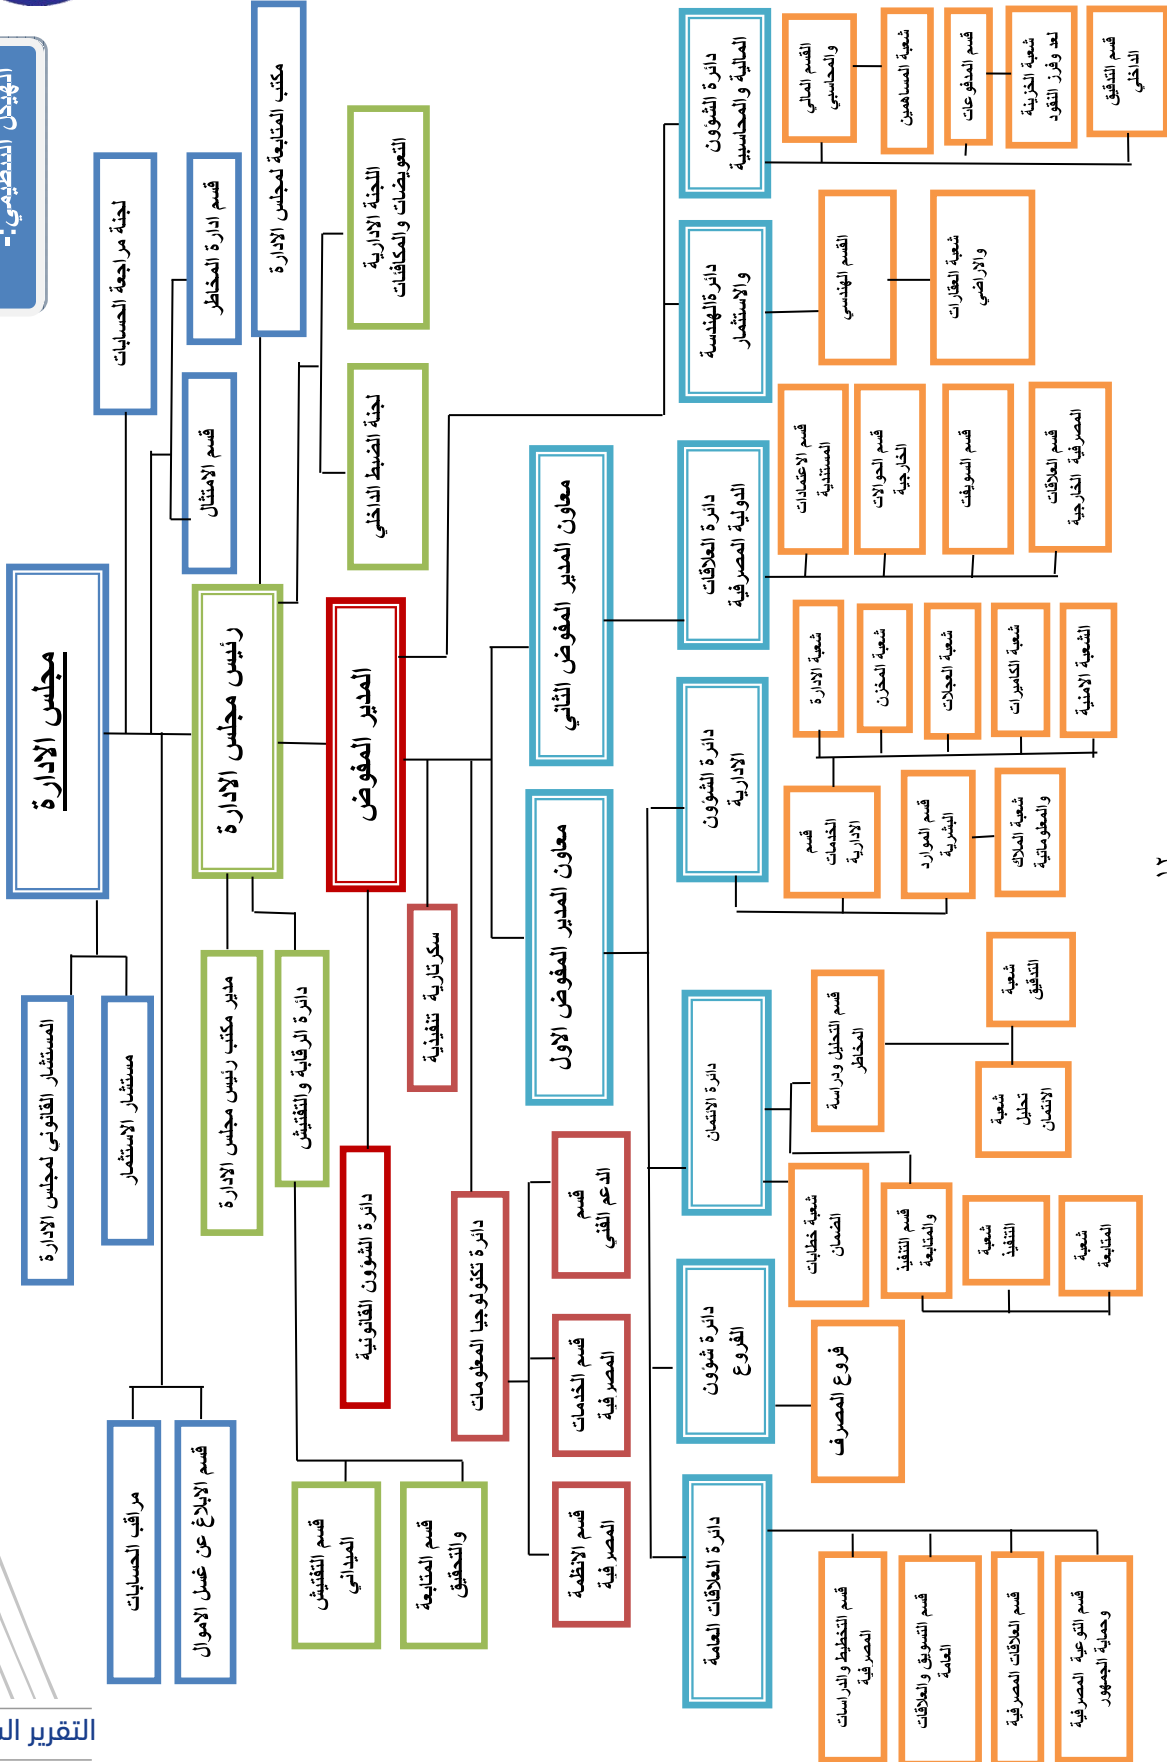 الهيكل التنظيمي:-
مجلس الادارة
المستشار القانوني لمجلس الادارة
مستشار الاستثمار
لجنة مراجعة الحسابات
قسم ادارة المخاطر
قسم الامتثال
مكتب المتابعة لمجلس الادارة
مراقب الحسابات
قسم الابلاغ عن غسل الاموال
رئيس مجلس الادارة
مدير مكتب رئيس مجلس الادارة
دائرة الرقابة والتفتيش
قسم التفتيش
الميداني
قسم المتابعة
والتحقيق
اللجنة الادارية
التعويضات والمكافئات
لجنة الضبط الداخلي
المدير المفوض
سكرتارية تنفيذية
دائرة الشؤون القانونية
دائرة تكنولوجيا المعلومات
قسم
الدعم الفني
قسم الخدمات
المصرفية
قسم الانظمة
المصرفية
معاون المدير المفوض الثاني
معاون المدير المفوض الاول
دائرة الشؤون
المالية والمحاسبية
القسم المالي
والمحاسبي
شعبة المساهمين
قسم المدفوعات
شعبة الخزينة
لعد وفرز النقود
قسم التدقيق
الداخلي
دائرةالهندسة
والاستثمار
القسم الهندسي
شعبة العقارات
والاراضي
دائرة العلاقات
الدولية المصرفية
قسم الاعتمادات
المستندية
قسم الحوالات
الخارجية
قسم السويفت
قسم العلاقات
المصرفية الخارجية
دائرة الشؤون
الادارية
قسم
الخدمات
الادارية
شعبة الادارة
شعبة المخزن
شعبة العجلات
شعبة الكاميرات
الشعبة الامنية
قسم الموارد
البشرية
شعبة الملاك
والمعلوماتية
دائرة الائتمان
قسم التحليل ودراسة
المخاطر
شعبة
التدقيق
شعبة
تحليل
الائتمان
شعبة خطابات
الضمان
قسم التنفيذ
والمتابعة
شعبة
التنفيذ
شعبة
المتابعة
دائرة شؤون
الفروع
فروع المصرف
دائرة العلاقات العامة
قسم التخطيط والدراسات
المصرفية
قسم التسويق والعلاقات
العامة
قسم العلاقات المصرفية
قسم التوعية المصرفية
وحماية الجمهور
١٢
التقرير